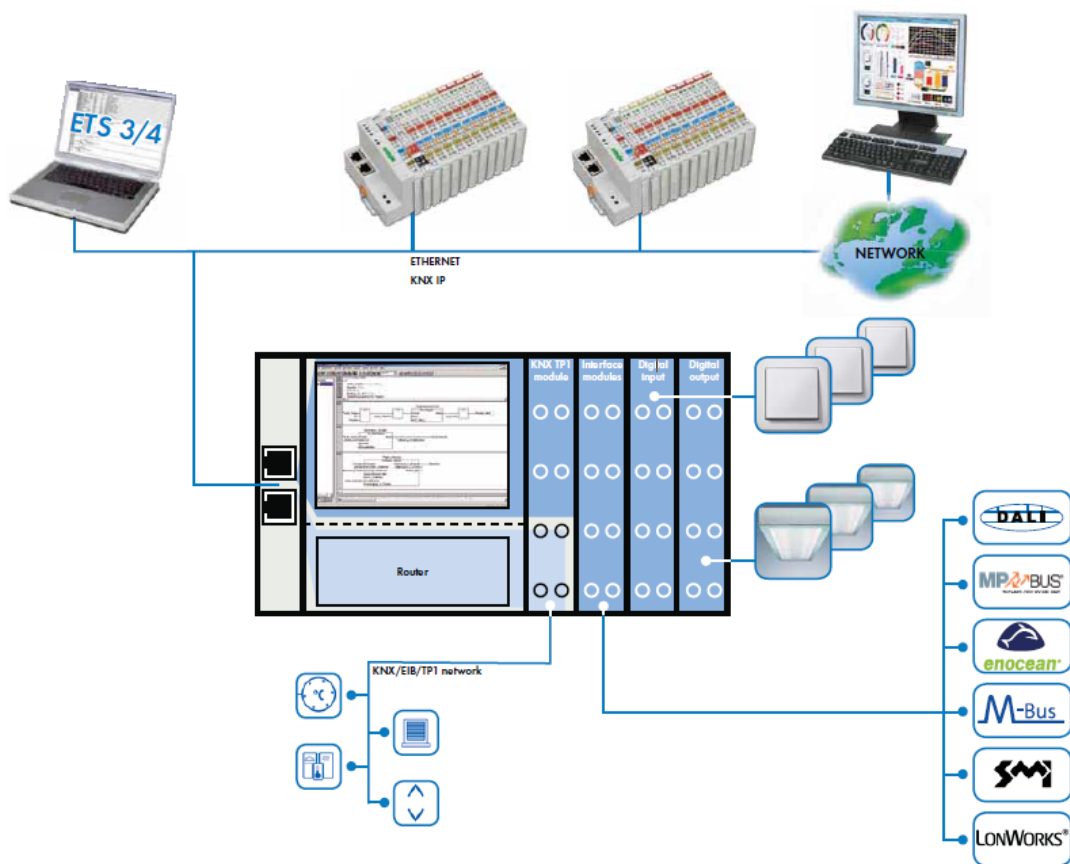 ETS 3/4
ETHERNET
KNX IP
NETWORK
KNX TP1
module
Interface
modules
Digital
input
Digital
output
Router
KNX/EIB/TP1 network
°C
DALI
MP BUS®
enocean®
M-Bus
SMI
LONWORKS®